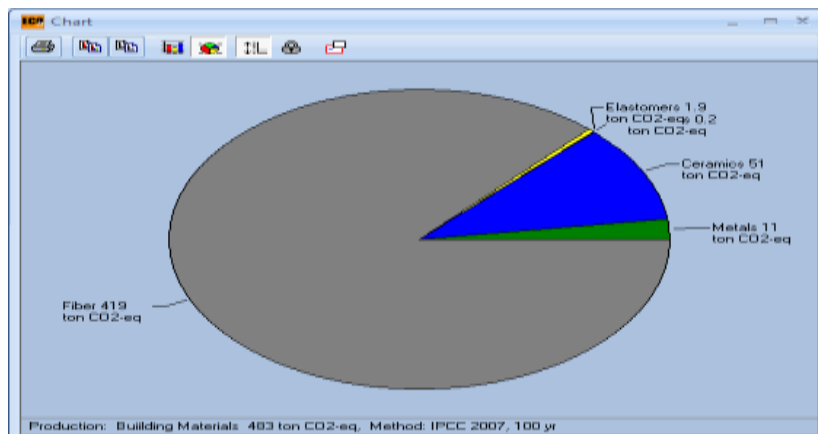 Chart
Elastomers 1.9
ton CO2-eqs 0.2
ton CO2-eq
Ceramics 51
ton CO2-eq
Metals 11
ton CO2-eq
Fiber 419
ton CO2-eq
Production: Buiilding Materials 483 ton CO2-eq, Method: IPCC 2007, 100 yr